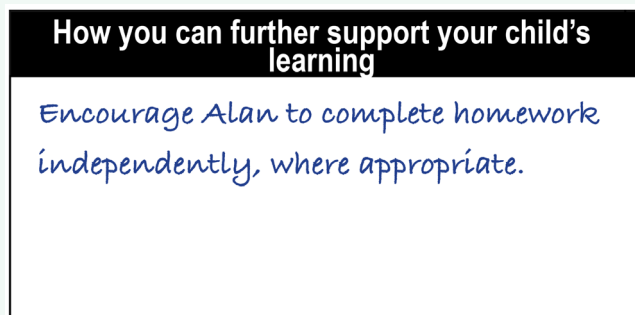 How you can further support your child's
learning
Encourage Alan to complete homework
independently, where appropriate.